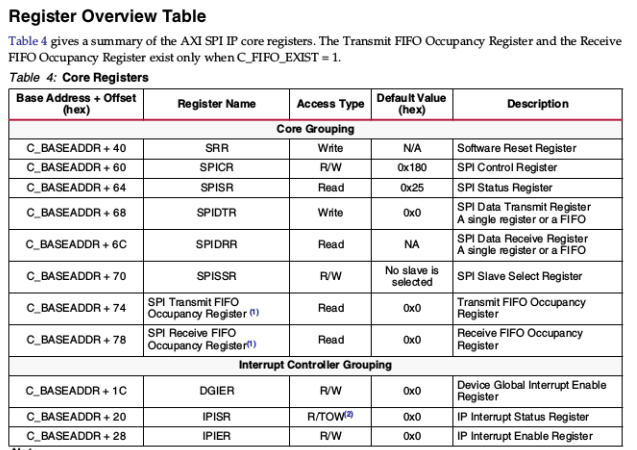 Register Overview Table
Table 4 gives a summary of the AXI SPI IP core registers. The Transmit FIFO Occupancy Register and the Receive
FIFO Occupancy Register exist only when C_FIFO_EXIST = 1.
Table 4: Core Registers
Base Address + Offset (hex) Register Name Access Type Default Value (hex) Description
Core Grouping
C_BASEADDR + 40 SRR Write N/A Software Reset Register
C_BASEADDR + 60 SPICR R/W 0x180 SPI Control Register
C_BASEADDR + 64 SPISR Read 0x25 SPI Status Register
C_BASEADDR + 68 SPIDTR Write 0x0 SPI Data Transmit Register A single register or a FIFO
C_BASEADDR + 6C SPIDRR Read NA SPI Data Receive Register A single register or a FIFO
C_BASEADDR + 70 SPISSR R/W No slave is selected SPI Slave Select Register
C_BASEADDR + 74 SPI Transmit FIFO Occupancy Register (1) Read 0x0 Transmit FIFO Occupancy Register
C_BASEADDR + 78 SPI Receive FIFO Occupancy Register(1) Read 0x0 Receive FIFO Occupancy Register
Interrupt Controller Grouping
C_BASEADDR + 1C DGIER R/W 0x0 Device Global Interrupt Enable Register
C_BASEADDR + 20 IPISR R/TOW(2) 0x0 IP Interrupt Status Register
C_BASEADDR + 28 IPIER R/W 0x0 IP Interrupt Enable Register